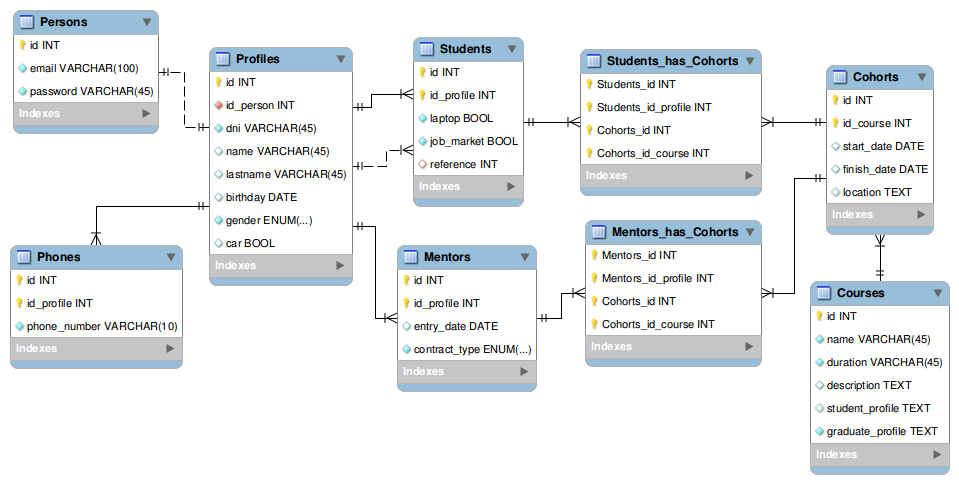 Persons
id INT
email VARCHAR(100)
password VARCHAR(45)
Indexes
Profiles
id INT
id_person INT
dni VARCHAR(45)
name VARCHAR(45)
lastname VARCHAR(45)
birthday DATE
gender ENUM(...)
car BOOL
Indexes
Students
id INT
id_profile INT
laptop BOOL
job_market BOOL
reference INT
Indexes
Students_has_Cohorts
Students_id INT
Students_id_profile INT
Cohorts_id INT
Cohorts_id_course INT
Indexes
Cohorts
id INT
id_course INT
start_date DATE
finish_date DATE
location TEXT
Indexes
Phones
id INT
id_profile INT
phone_number VARCHAR(10)
Indexes
Mentors
id INT
id_profile INT
entry_date DATE
contract_type ENUM(...)
Indexes
Mentors_has_Cohorts
Mentors_id INT
Mentors_id_profile INT
Cohorts_id INT
Cohorts_id_course INT
Indexes
Courses
id INT
name VARCHAR(45)
duration VARCHAR(45)
description TEXT
student_profile TEXT
graduate_profile TEXT
Indexes